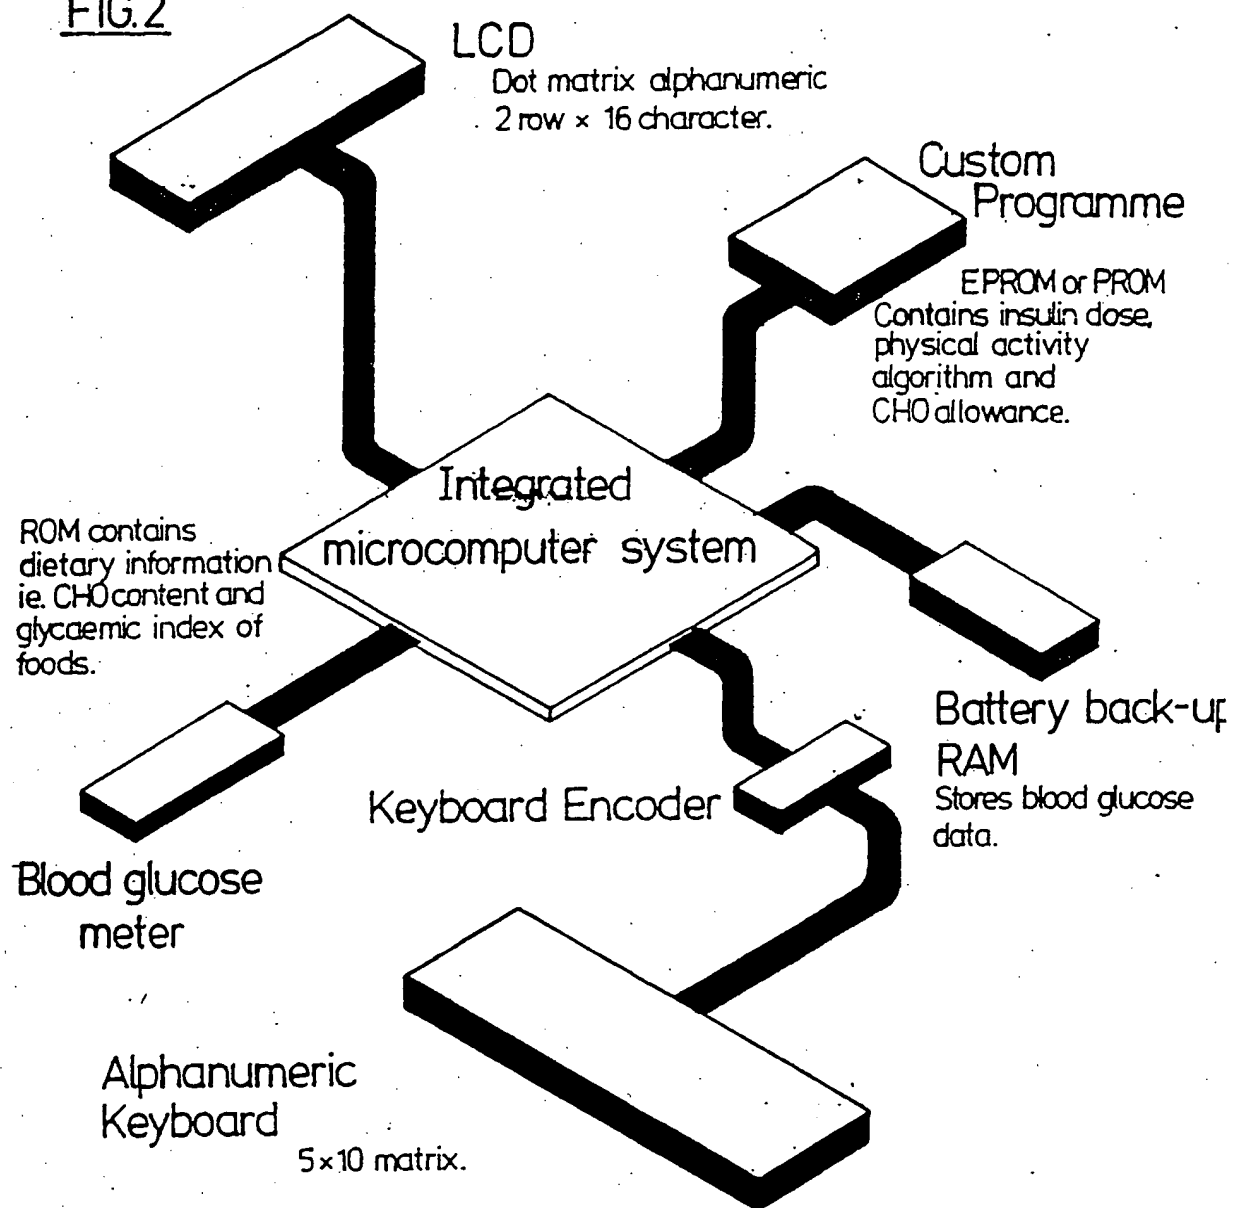 FIG.2
LCD
Dot matrix alphanumeric
2 row × 16 character.
Custom
Programme
EPROM or PROM
Contains insulin dose,
physical activity
algorithm and
CHO allowance.
Integrated
microcomputer system
ROM contains
dietary information
ie. CHO content and
glycaemic index of
foods.
Battery back-up
RAM
Stores blood glucose
data.
Keyboard Encoder
Blood glucose
meter
Alphanumeric
Keyboard
5×10 matrix.